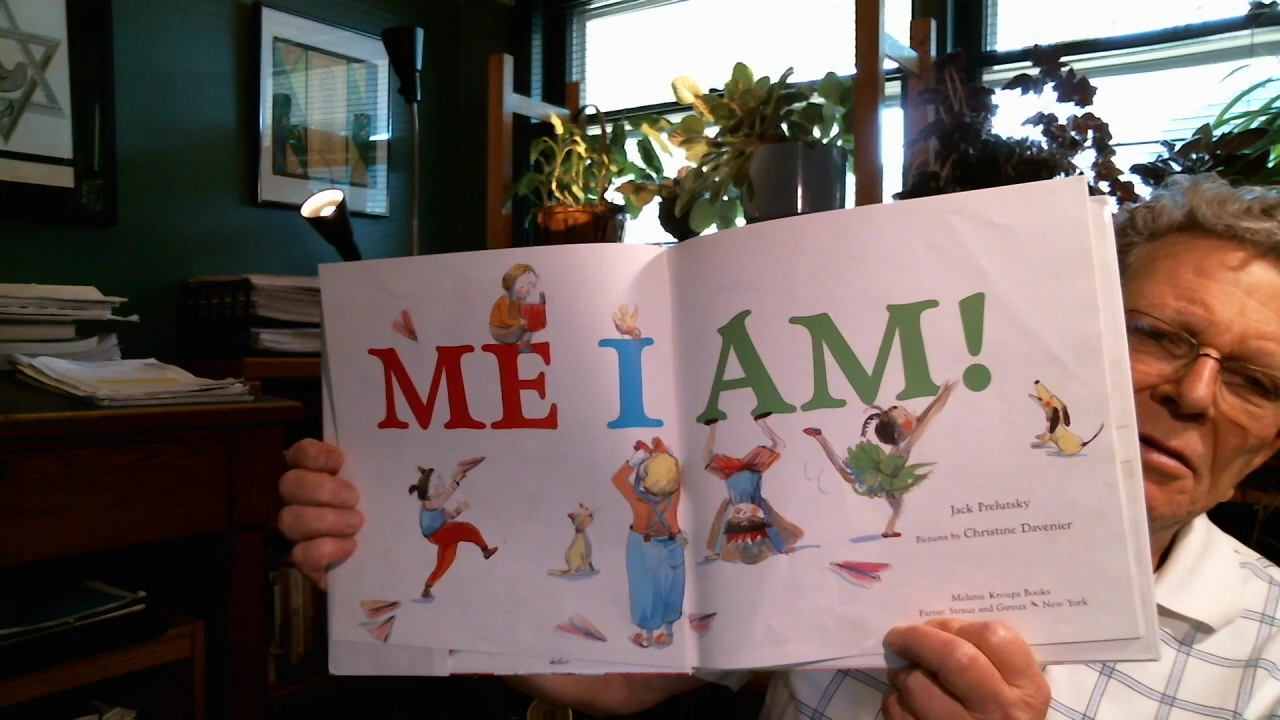 ME I AM!
Jack Prelutsky
Pictures by Christine Davenier
Melanie Kroupa Books
Farrar, Straus and Giroux New York